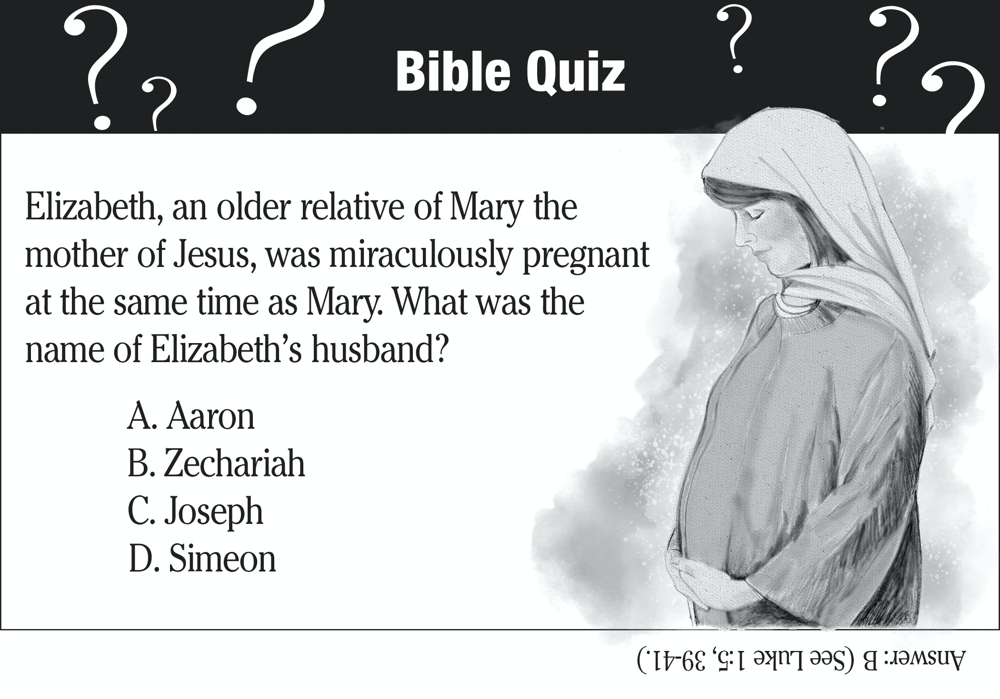 Bible Quiz
Elizabeth, an older relative of Mary the
mother of Jesus, was miraculously pregnant
at the same time as Mary. What was the
name of Elizabeth’s husband?
A. Aaron
B. Zechariah
C. Joseph
D. Simeon
Answer: B (See Luke 1:5, 39-41.)